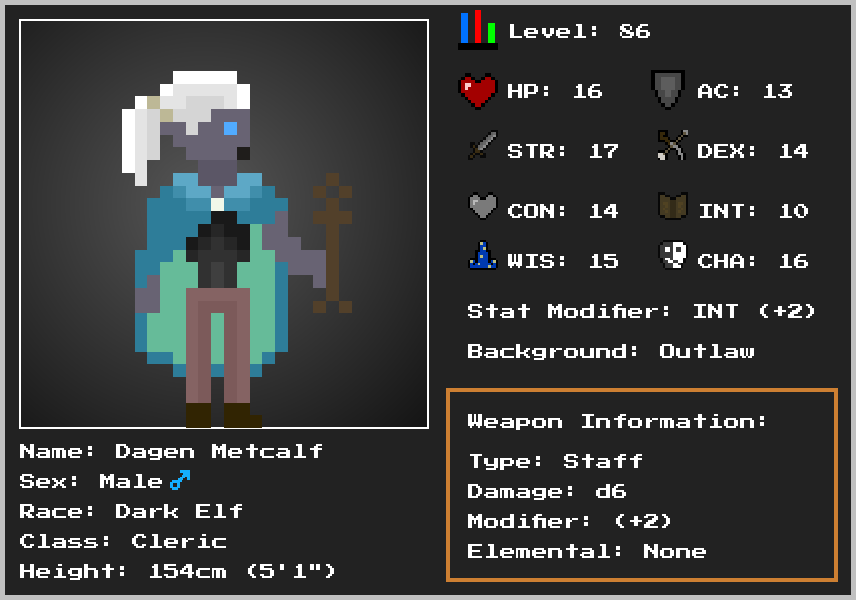 Level: 86
HP: 16
AC: 13
STR: 17
DEX: 14
CON: 14
INT: 10
WIS: 15
CHA: 16
Stat Modifier: INT (+2)
Background: Outlaw
Weapon Information:
Type: Staff
Damage: d6
Modifier: (+2)
Elemental: None
Name: Dagen Metcalf
Sex: Male ♂
Race: Dark Elf
Class: Cleric
Height: 154cm (5'1")